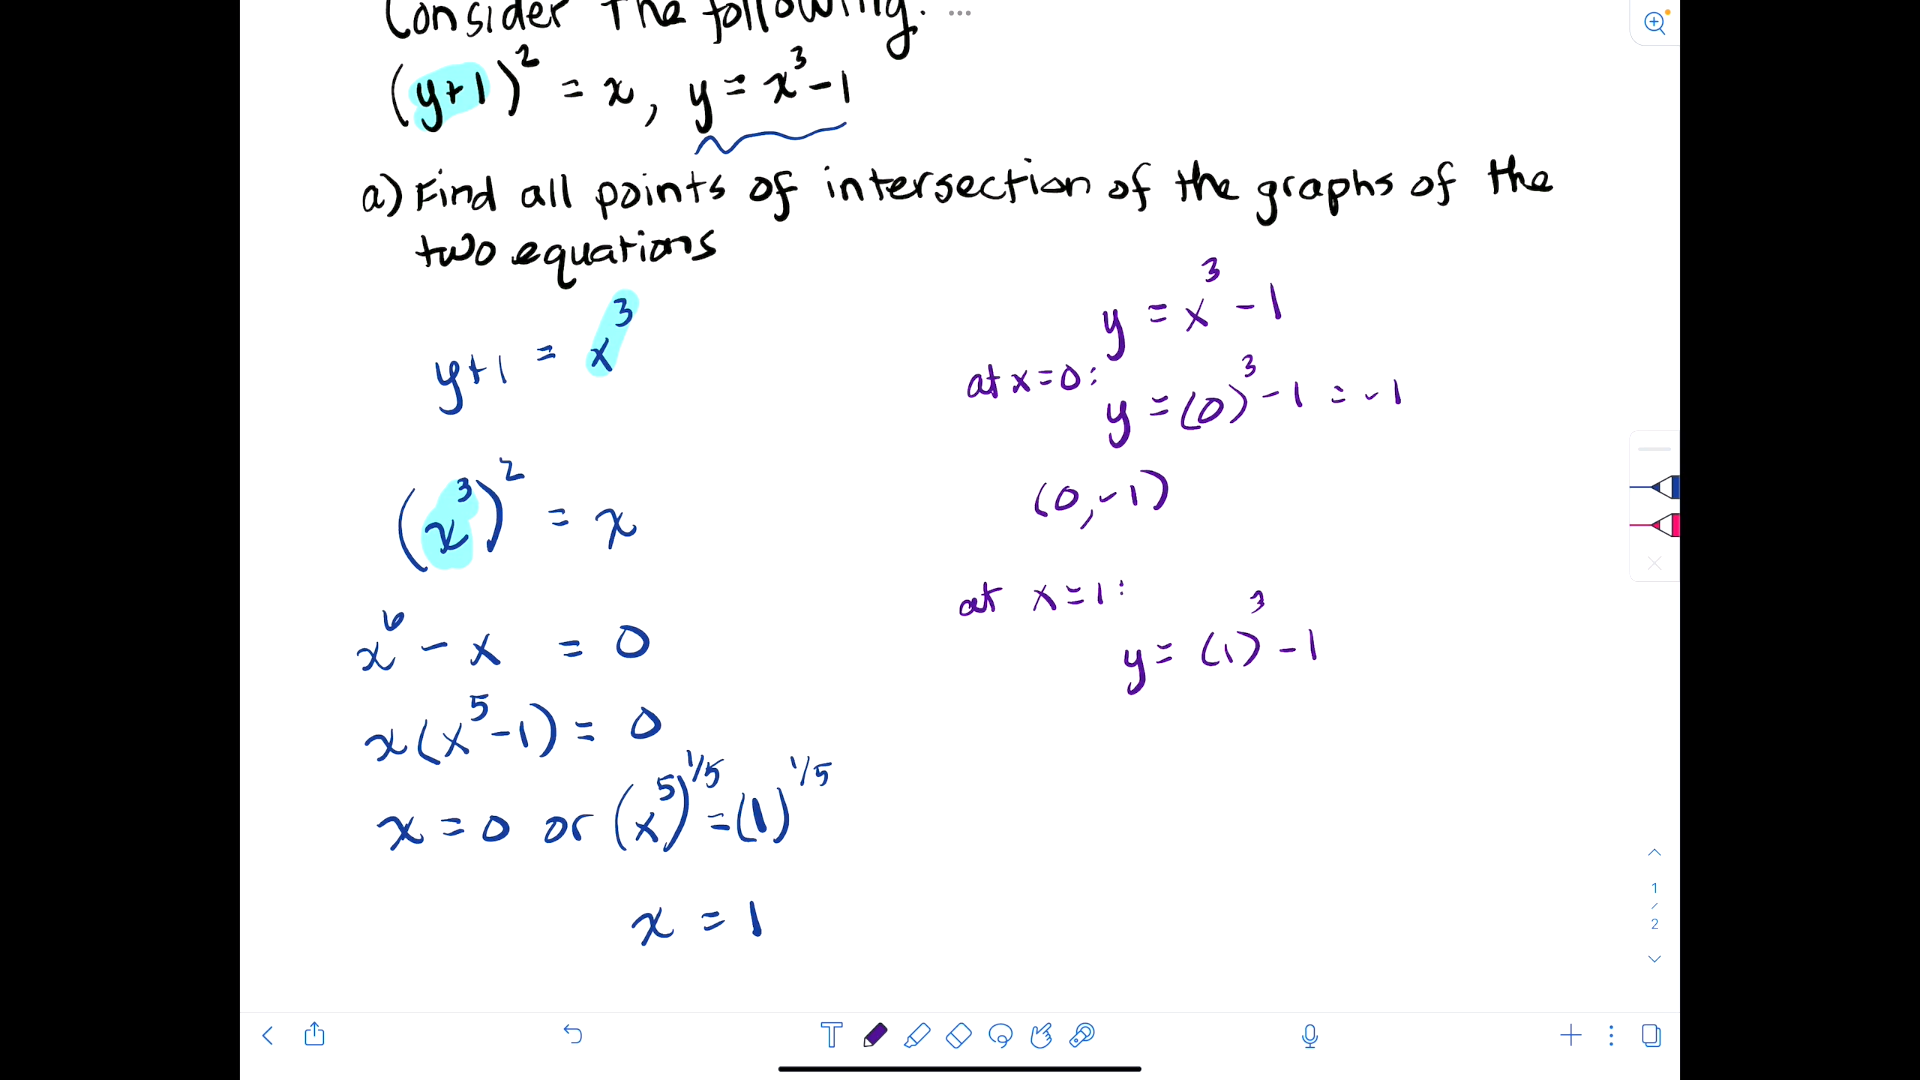 Consider the following:
(y+1)² = x, y = x³-1
a) Find all points of intersection of the graphs of the
two equations
y+1 = x³
(x³)² = x
x⁶ - x = 0
x(x⁵-1) = 0
x = 0 or (x⁵)^1/5 = (1)^1/5
x = 1
y = x³ - 1
at x=0:
y = (0)³ - 1 = -1
(0, -1)
at x=1:
y = (1)³ - 1
1
/
2
T